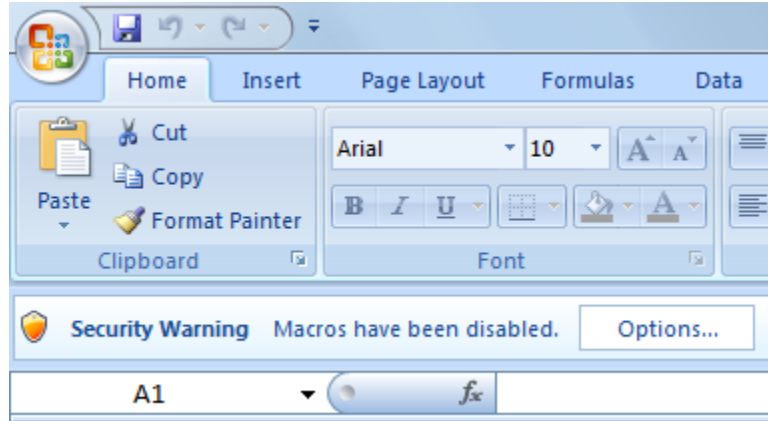 Home Insert Page Layout Formulas Data
Cut
Arial 10 A A
Copy
Paste
Format Painter
B I U A
Clipboard Font
Security Warning Macros have been disabled. Options...
A1 fx